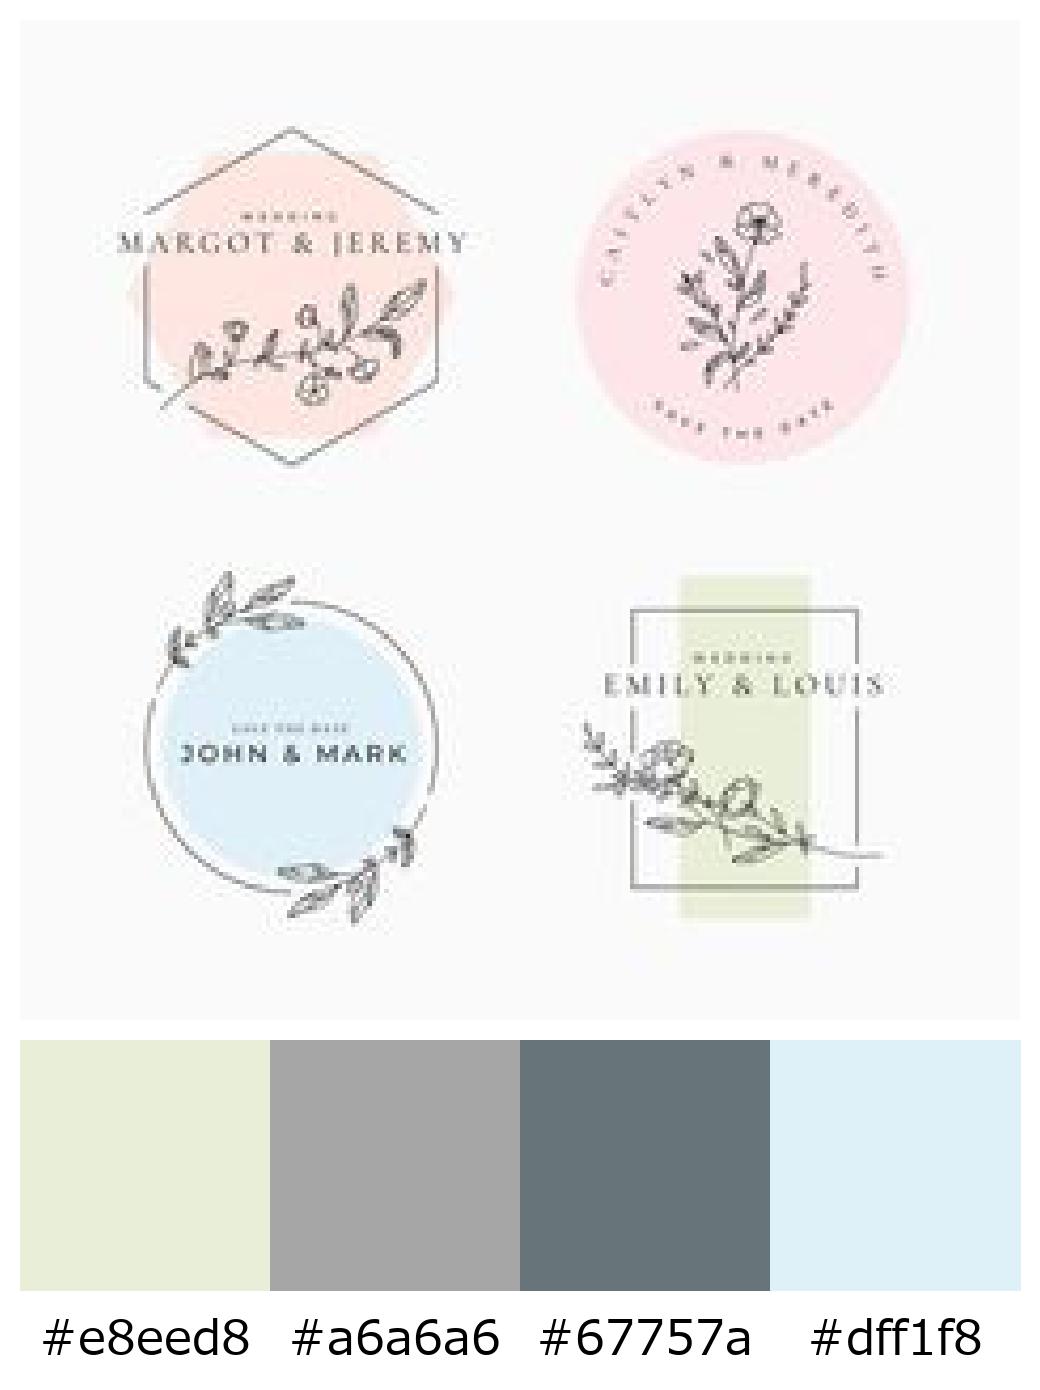 WEDDING
MARGOT & JEREMY
CAITLYN & MEREDITH
SAVE THE DATE
SAVE THE DATE
JOHN & MARK
WEDDING
EMILY & LOUIS
#e8eed8 #a6a6a6 #67757a #dff1f8